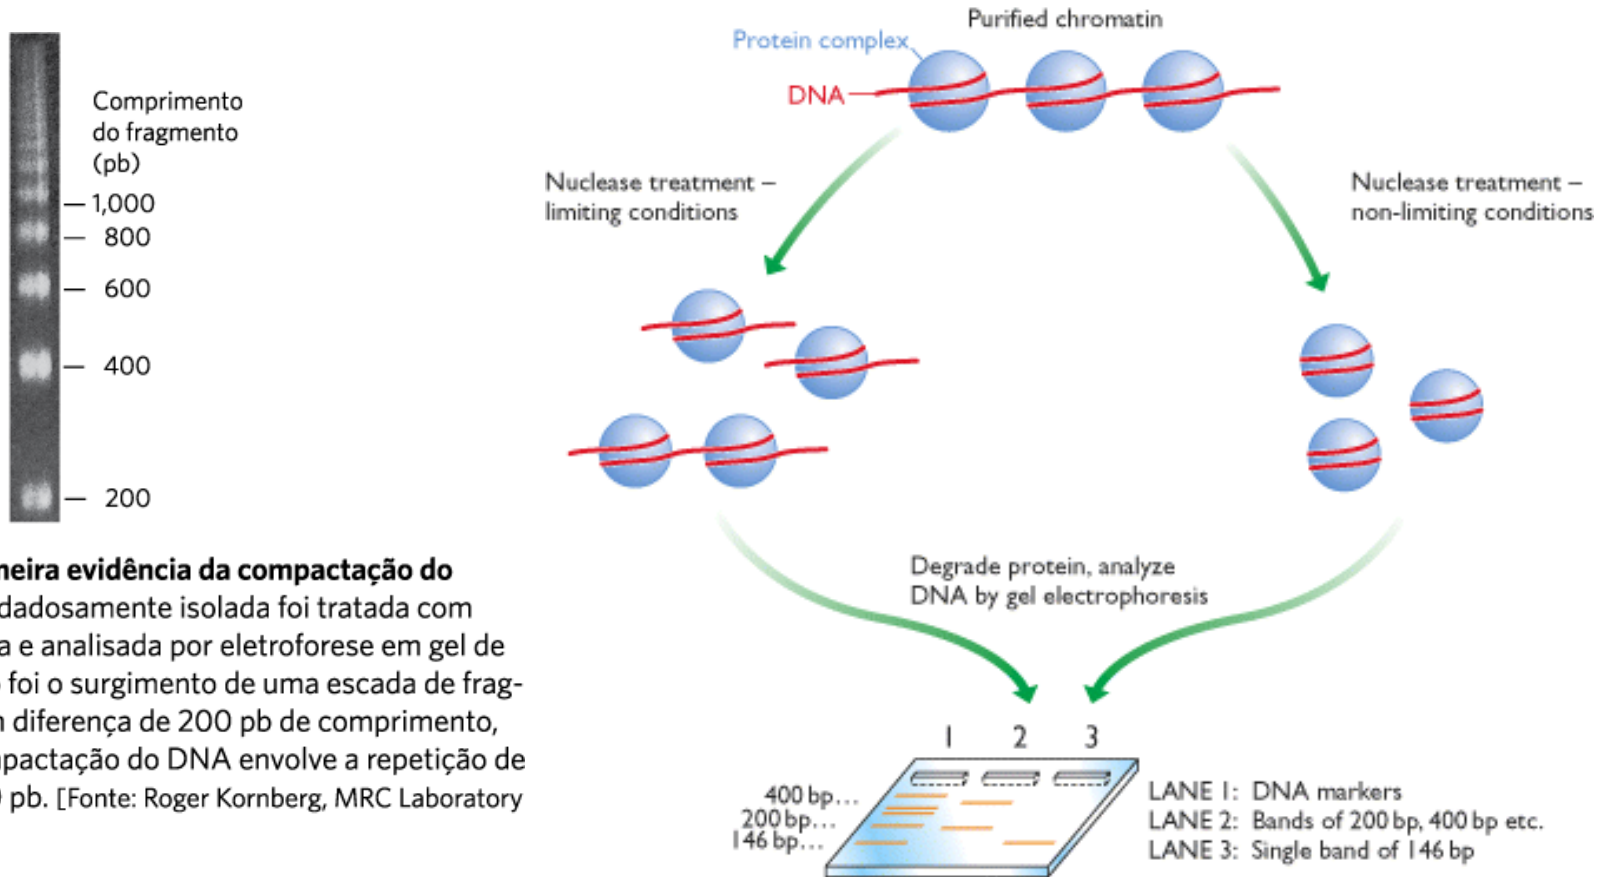 Comprimento
do fragmento
(pb)
1,000
800
600
400
200
neira evidência da compactação do
dadosamente isolada foi tratada com
a e analisada por eletroforese em gel de
foi o surgimento de uma escada de frag-
diferença de 200 pb de comprimento,
pactação do DNA envolve a repetição de
pb. [Fonte: Roger Kornberg, MRC Laboratory
Purified chromatin
Protein complex
DNA
Nuclease treatment –
limiting conditions
Nuclease treatment –
non-limiting conditions
Degrade protein, analyze
DNA by gel electrophoresis
1 2 3
400 bp...
200 bp...
146 bp...
LANE 1: DNA markers
LANE 2: Bands of 200 bp, 400 bp etc.
LANE 3: Single band of 146 bp